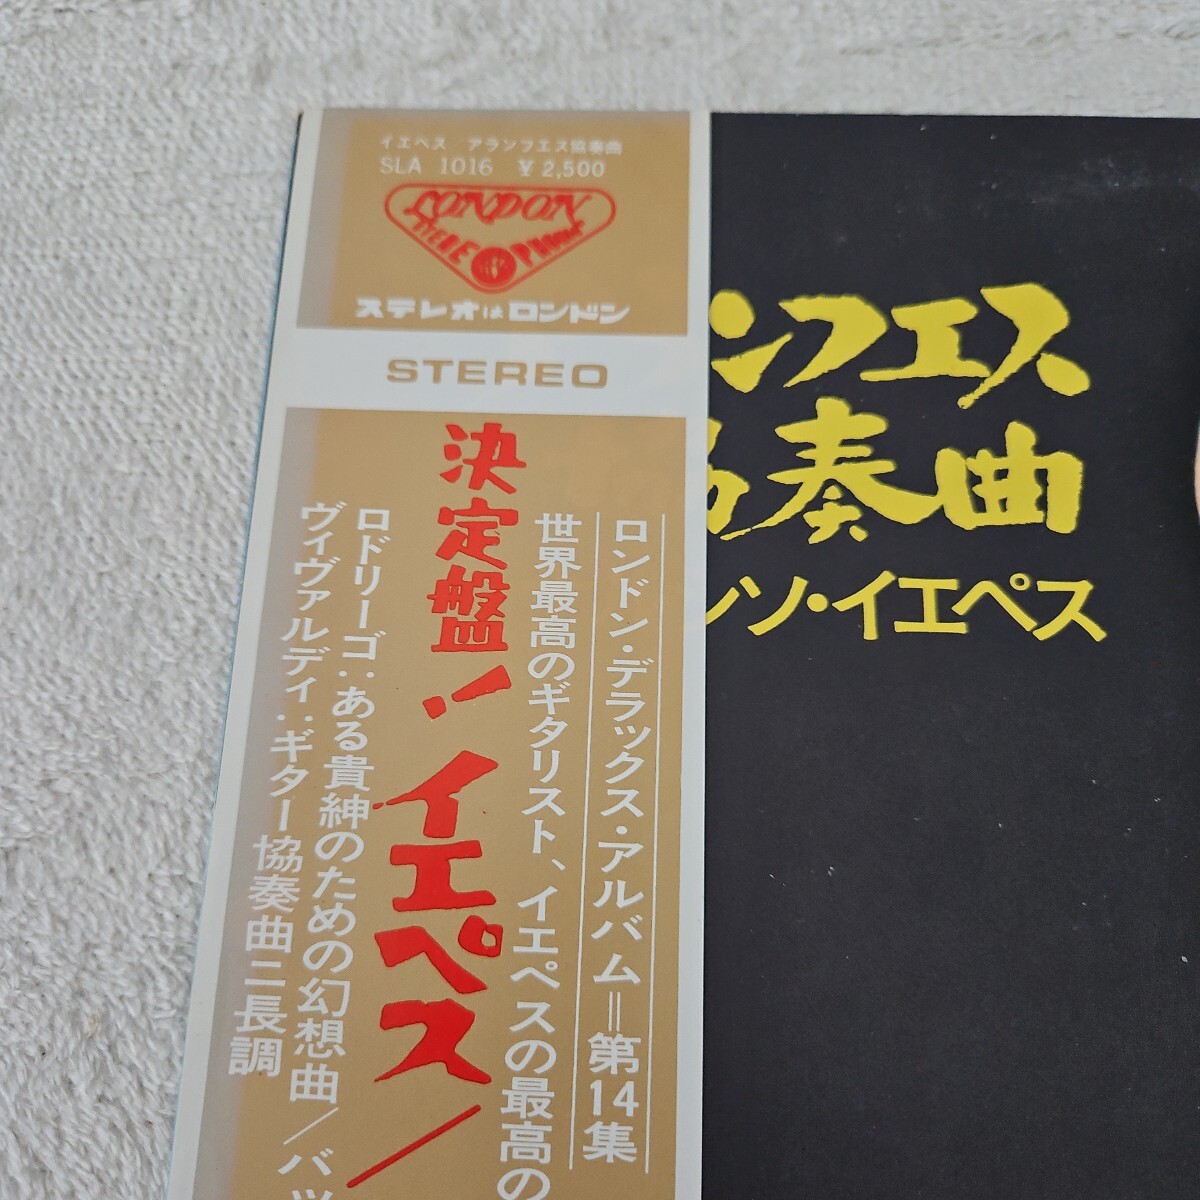 イエペス アランフエス協奏曲
SLA 1016 ¥2,500
LONDON
STEREOPHONIC
ステレオはロンドン
STEREO
ロンドン・デラックス・アルバム=第14集
世界最高のギタリスト、イエペスの最高の
決定盤!イエペス/
ロドリーゴ:ある貴紳のための幻想曲/バッ
ヴィヴァルディ:ギター協奏曲ニ長調
ンフエス
奏曲
ンソ・イエペス